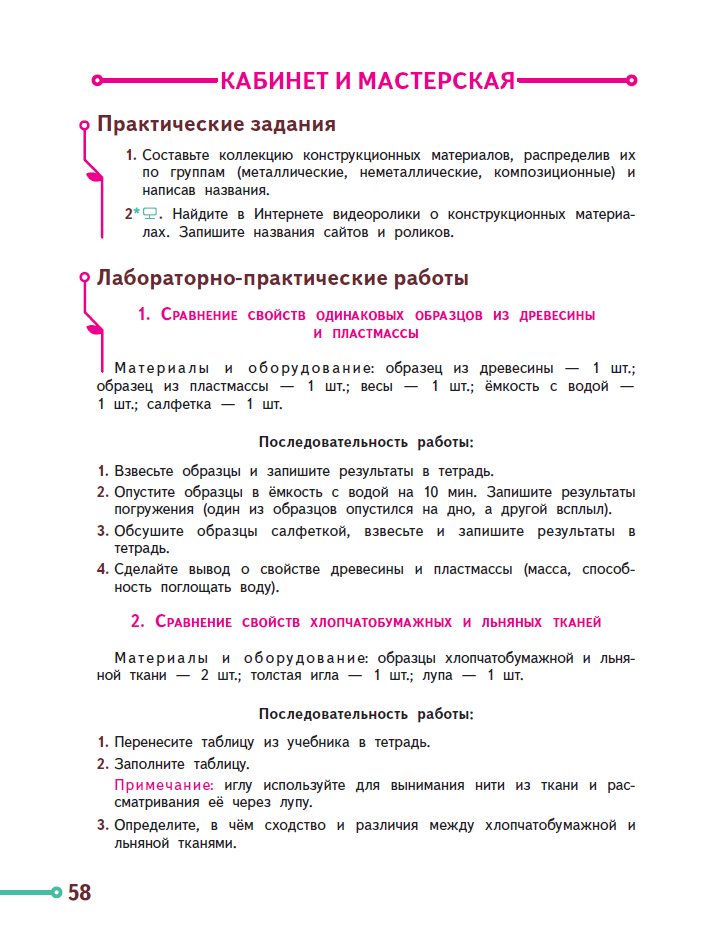 КАБИНЕТ И МАСТЕРСКАЯ
Практические задания
1. Составьте коллекцию конструкционных материалов, распределив их
по группам (металлические, неметаллические, композиционные) и
написав названия.
2*. Найдите в Интернете видеоролики о конструкционных материа-
лах. Запишите названия сайтов и роликов.
Лабораторно-практические работы
1. Сравнение свойств одинаковых образцов из древесины
и пластмассы
Материалы и оборудование: образец из древесины — 1 шт.;
образец из пластмассы — 1 шт.; весы — 1 шт.; ёмкость с водой —
1 шт.; салфетка — 1 шт.
Последовательность работы:
1. Взвесьте образцы и запишите результаты в тетрадь.
2. Опустите образцы в ёмкость с водой на 10 мин. Запишите результаты
погружения (один из образцов опустился на дно, а другой всплыл).
3. Обсушите образцы салфеткой, взвесьте и запишите результаты в
тетрадь.
4. Сделайте вывод о свойстве древесины и пластмассы (масса, способ-
ность поглощать воду).
2. Сравнение свойств хлопчатобумажных и льняных тканей
Материалы и оборудование: образцы хлопчатобумажной и льня-
ной ткани — 2 шт.; толстая игла — 1 шт.; лупа — 1 шт.
Последовательность работы:
1. Перенесите таблицу из учебника в тетрадь.
2. Заполните таблицу.
Примечание: иглу используйте для вынимания нити из ткани и рас-
сматривания её через лупу.
3. Определите, в чём сходство и различия между хлопчатобумажной и
льняной тканями.
58